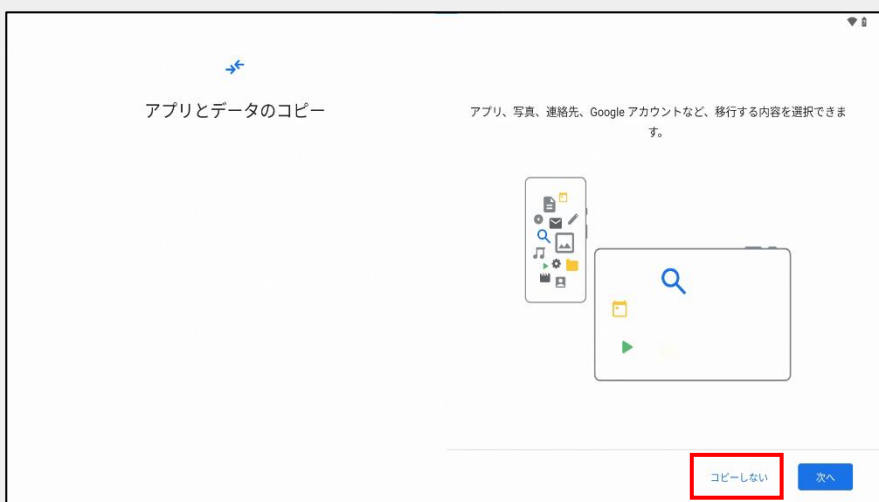 アプリとデータのコピー
アプリ、写真、連絡先、Google アカウントなど、移行する内容を選択できま
す。
コピーしない
次へ